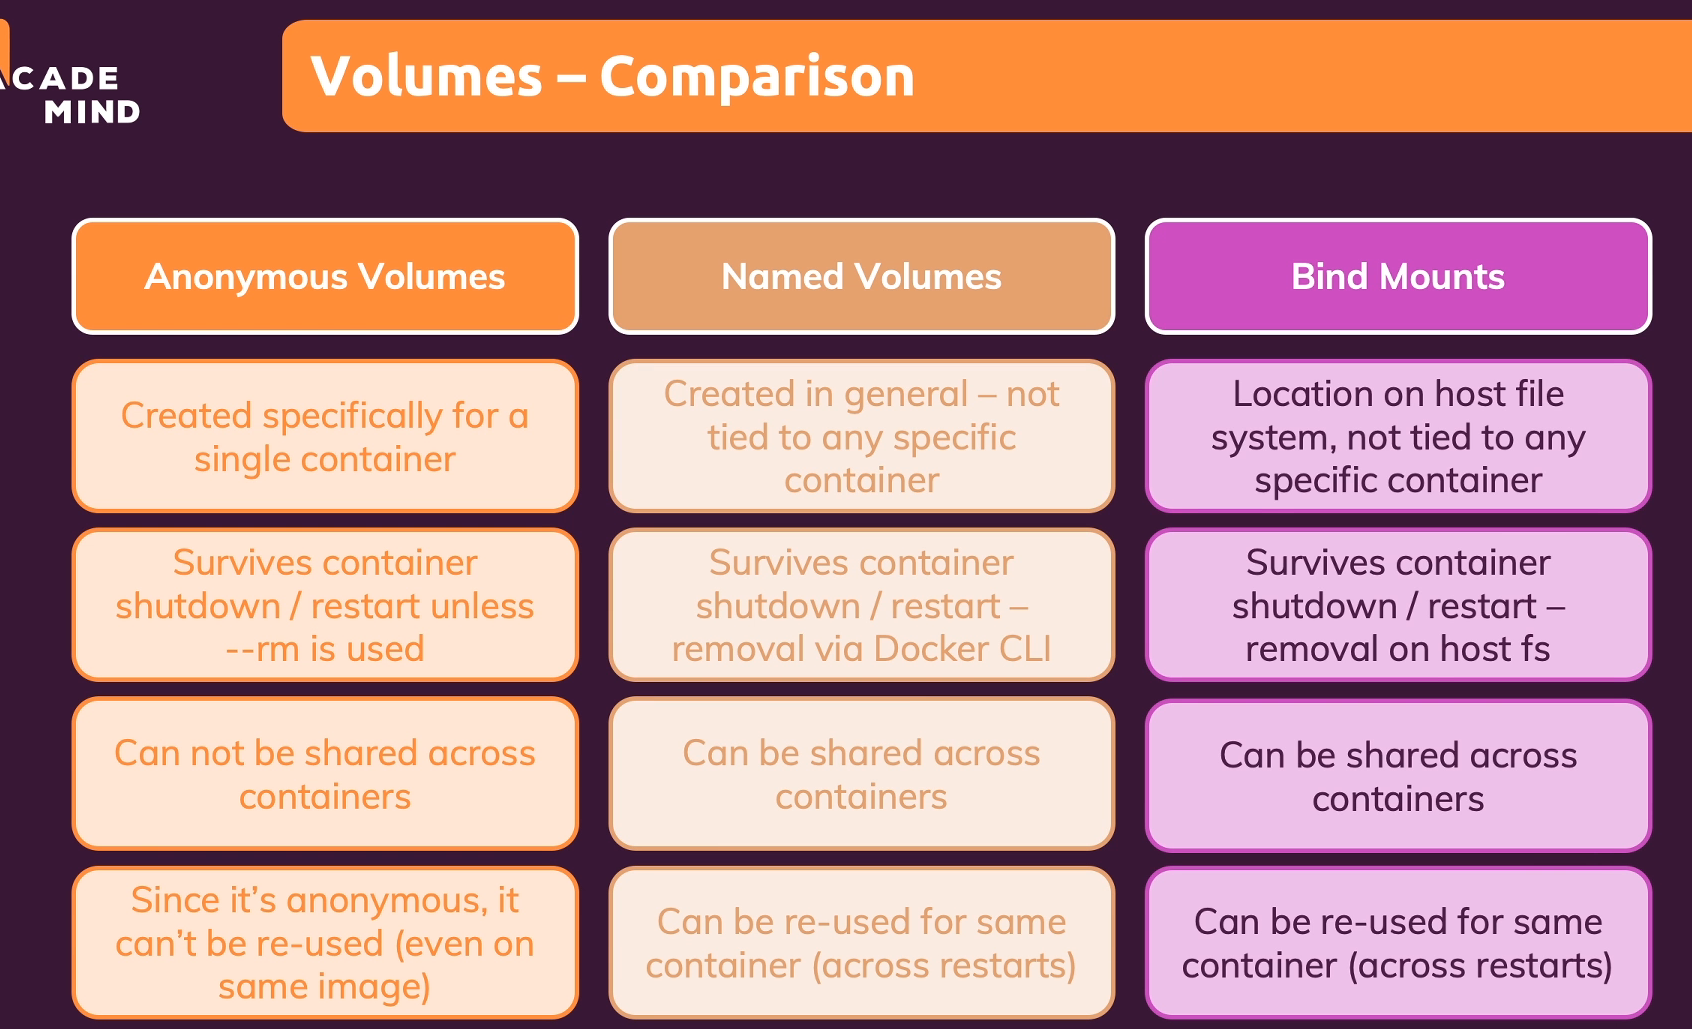 ACADE
MIND
Volumes – Comparison
Anonymous Volumes
Created specifically for a
single container
Survives container
shutdown / restart unless
--rm is used
Can not be shared across
containers
Since it’s anonymous, it
can’t be re-used (even on
same image)
Named Volumes
Created in general – not
tied to any specific
container
Survives container
shutdown / restart –
removal via Docker CLI
Can be shared across
containers
Can be re-used for same
container (across restarts)
Bind Mounts
Location on host file
system, not tied to any
specific container
Survives container
shutdown / restart –
removal on host fs
Can be shared across
containers
Can be re-used for same
container (across restarts)